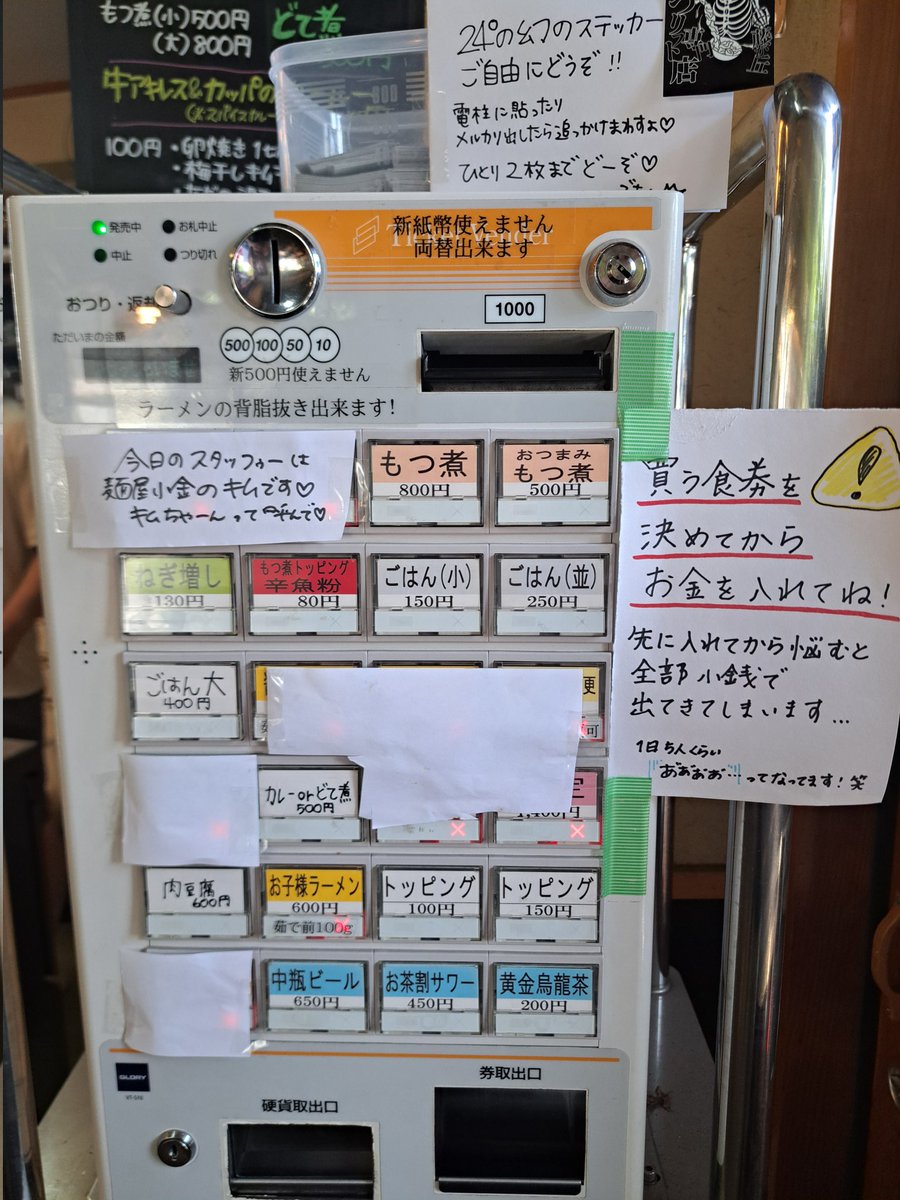 もつ煮(小)500円
(大)800円
どて煮
牛アキレス&カッパの
100円・卵焼き
・梅干しキム
24°の幻のステッカー
ご自由にどうぞ!!
電柱に貼ったり
メルカリ出したら追っかけまわすよ♡
ひとり2枚までどーぞ♡
店
発売中 お札中止
中止 つり切れ
新紙幣使えません
両替出来ます
おつり・返却
ただいまの金額
1000
500 100 50 10
新500円使えません
ラーメンの背脂抜き出来ます!
今日のスタッフゥーは
麺屋小金のキムです♡
キムちゃーんって呼んで♡
もつ煮
800円
おつまみ
もつ煮
500円
ねぎ増し
130円
もつ煮トッピング
辛魚粉
80円
ごはん(小)
150円
ごはん(並)
250円
ごはん大
400円
更
可
カレーorどて煮
500円
定
1,400円
肉豆腐
600円
お子様ラーメン
600円
茹で前100g
トッピング
100円
トッピング
150円
中瓶ビール
650円
お茶割サワー
450円
黄金烏龍茶
200円
GLORY
硬貨取出口
券取出口
買う食券を
決めてから
お金を入れてね!
先に入れてから悩むと
全部小銭で
出てきてしまいます...
1日5人くらい
"あ゛あ゛あ゛あ゛…"ってなってます!笑